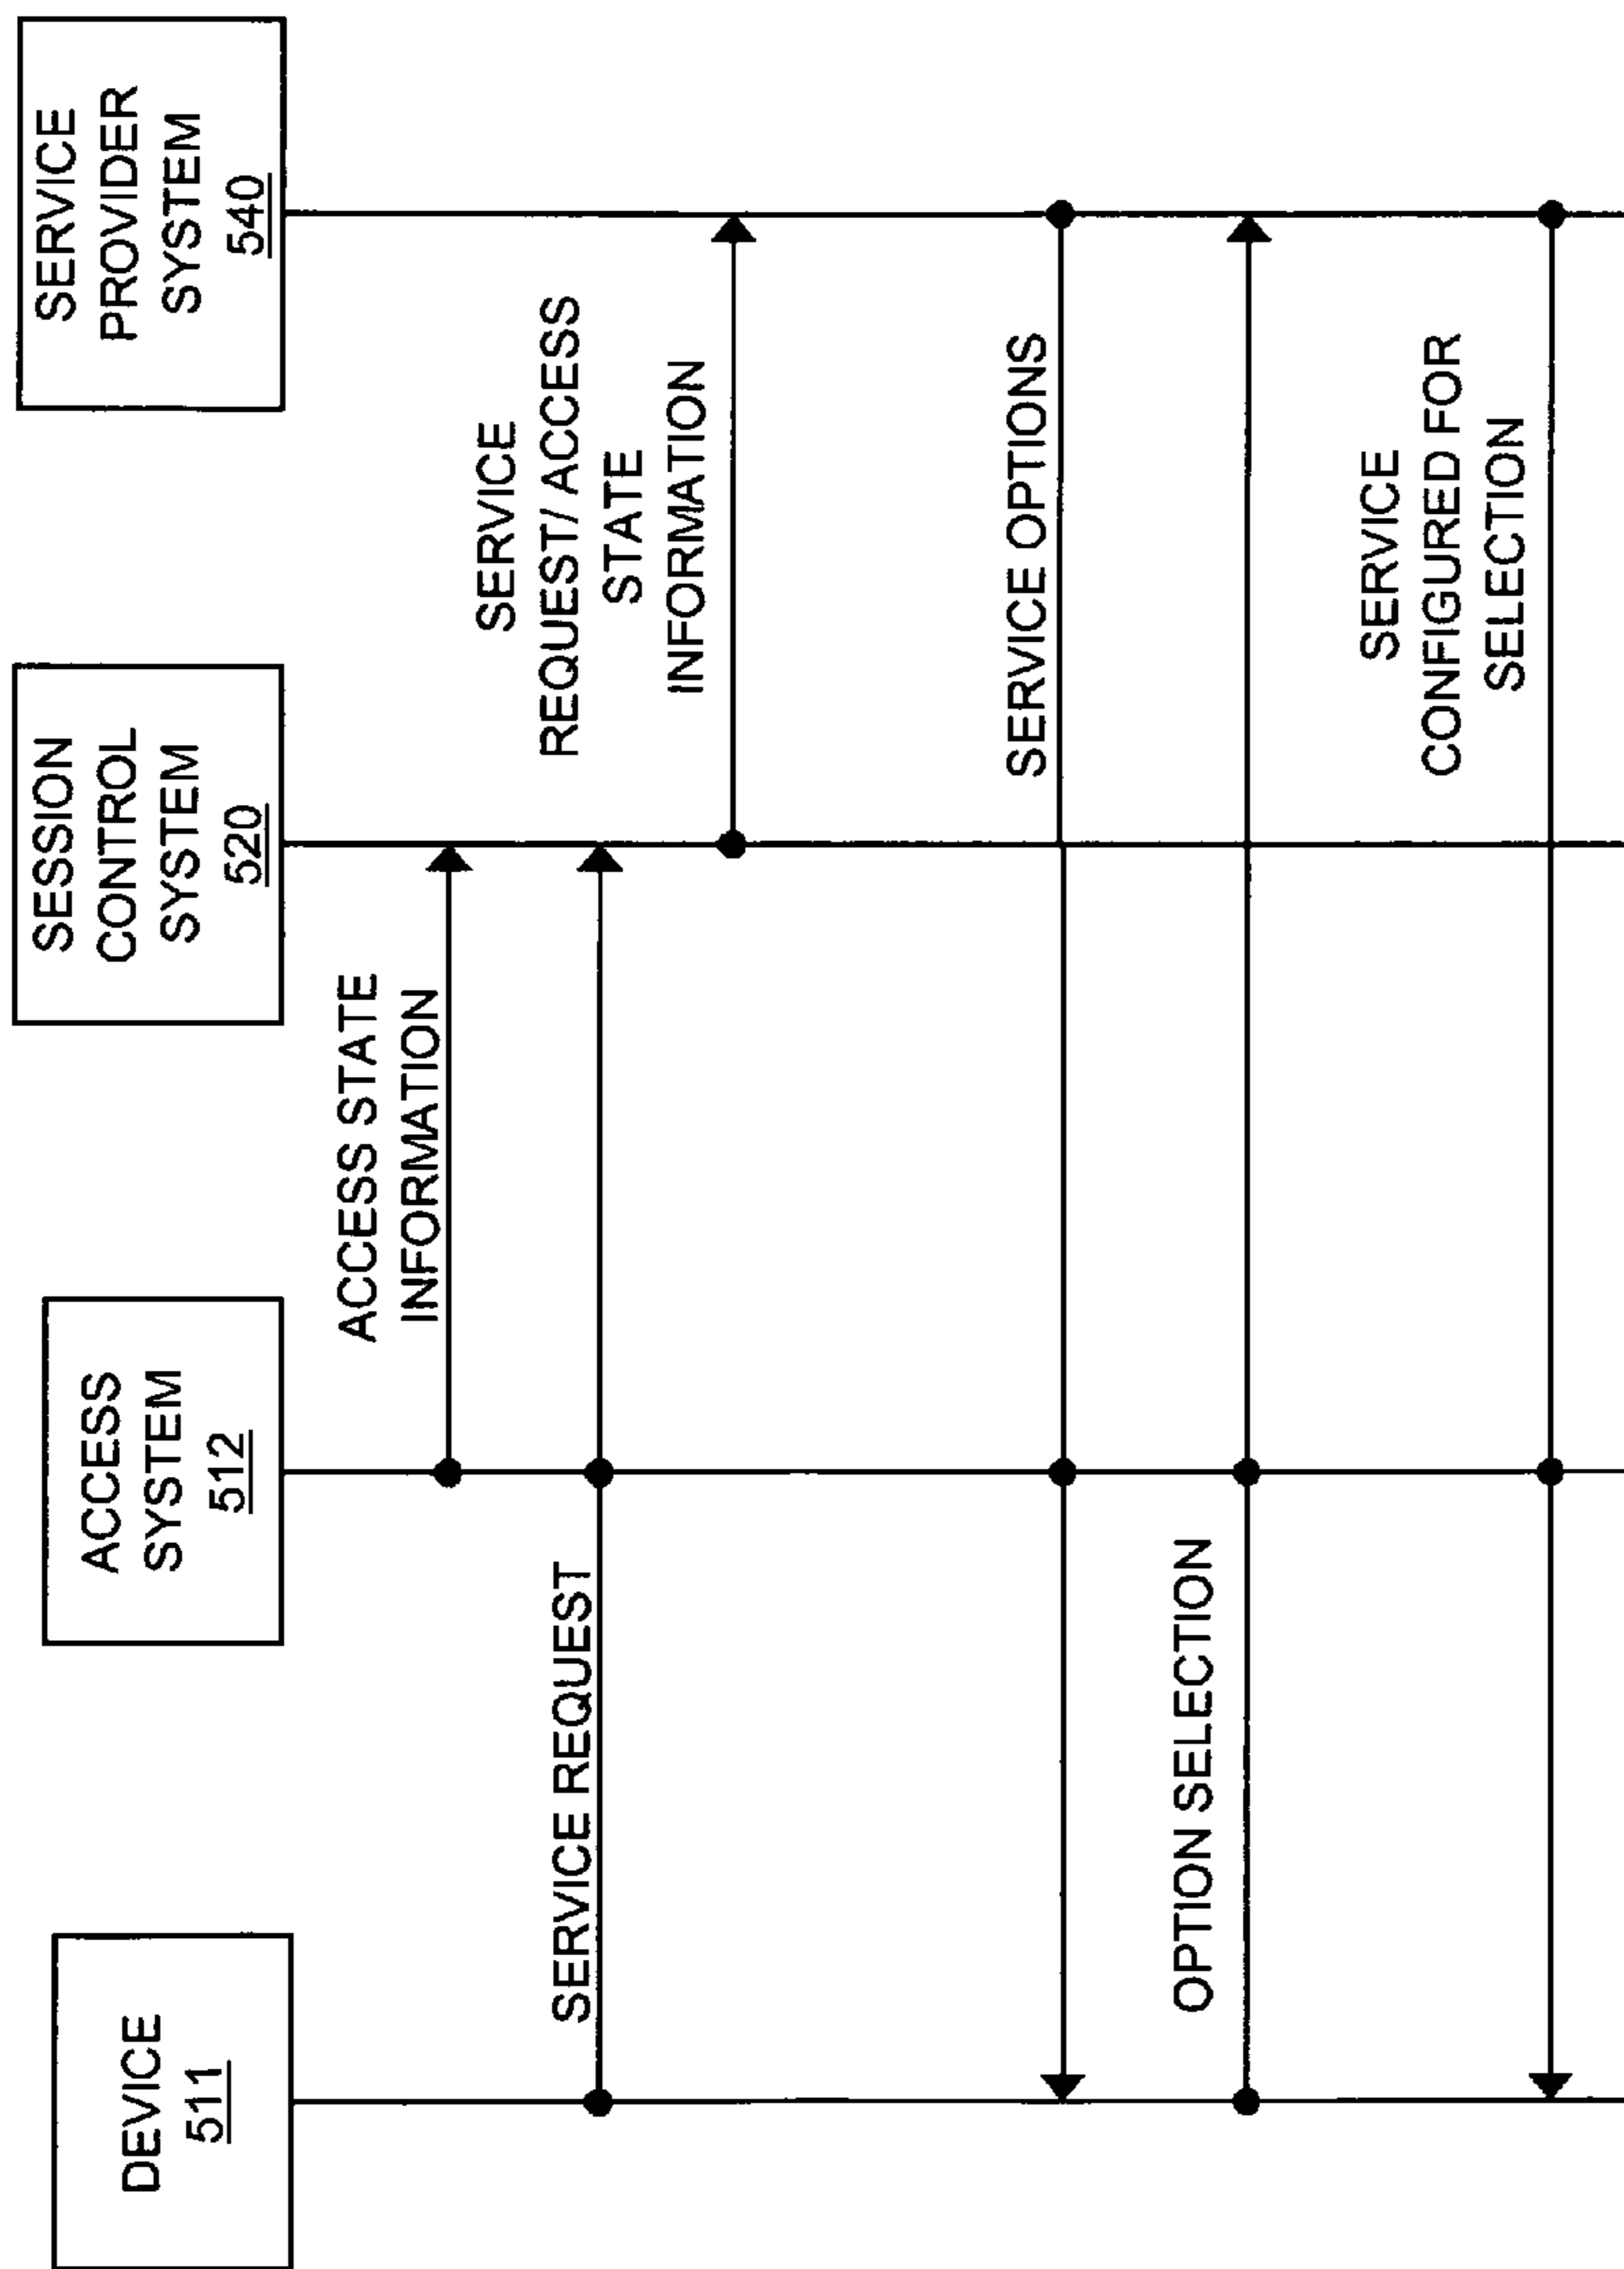 DEVICE
511
ACCESS
SYSTEM
512
SESSION
CONTROL
SYSTEM
520
SERVICE
PROVIDER
SYSTEM
540
ACCESS STATE
INFORMATION
SERVICE REQUEST
SERVICE
REQUEST/ ACCESS
STATE
INFORMATION
SERVICE OPTIONS
OPTION SELECTION
SERVICE
CONFIGURED FOR
SELECTION